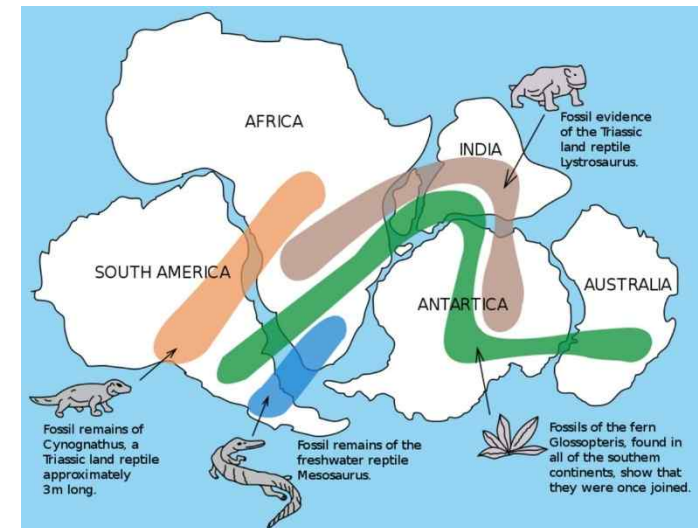 AFRICA
INDIA
SOUTH AMERICA
ANTARTICA
AUSTRALIA
Fossil evidence
of the Triassic
land reptile
Lystrosaurus.
Fossil remains of
Cynognathus, a
Triassic land reptile
approximately
3m long.
Fossil remains of the
freshwater reptile
Mesosaurus.
Fossils of the fern
Glossopteris, found in
all of the southern
continents, show that
they were once joined.